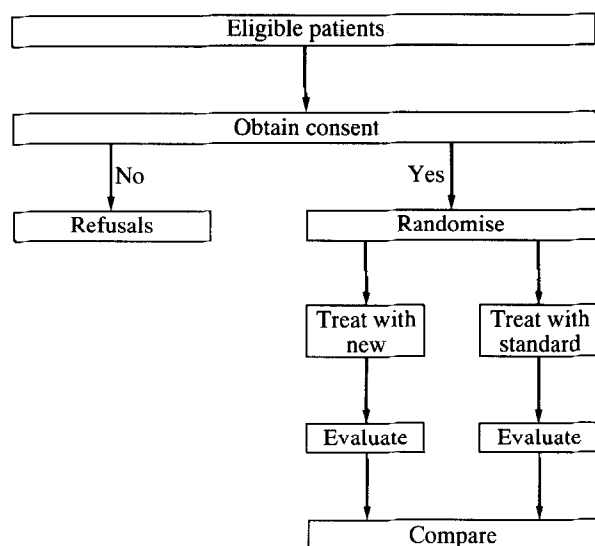 Eligible patients
Obtain consent
No
Yes
Refusals
Randomise
Treat with
new
Treat with
standard
Evaluate
Evaluate
Compare